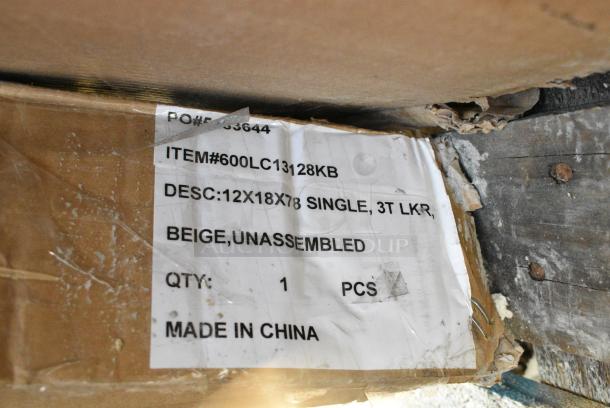 ITEM#600LC13128KB
DESC:12X18X78 SINGLE, 3T LKR,
BEIGE,UNASSEMBLED
QTY: 1 PCS
MADE IN CHINA